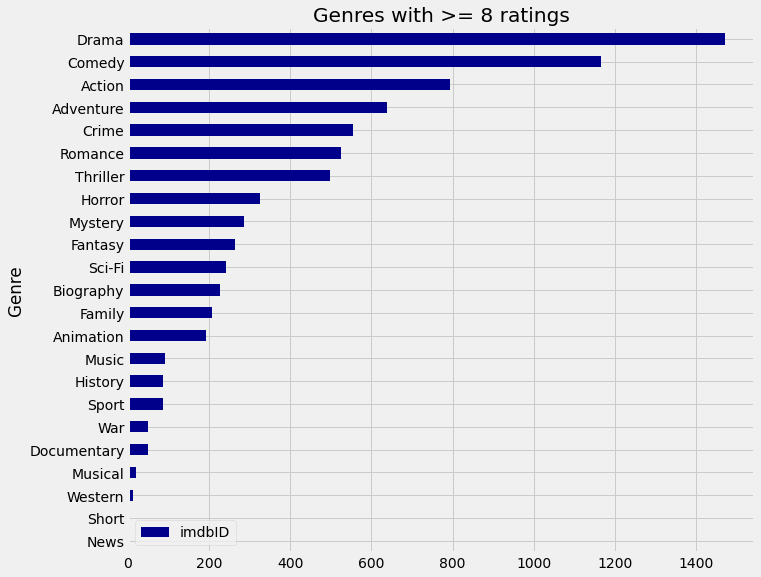 Genres with >= 8 ratings
Genre
Drama
Comedy
Action
Adventure
Crime
Romance
Thriller
Horror
Mystery
Fantasy
Sci-Fi
Biography
Family
Animation
Music
History
Sport
War
Documentary
Musical
Western
Short
News
imdbID
0 200 400 600 800 1000 1200 1400